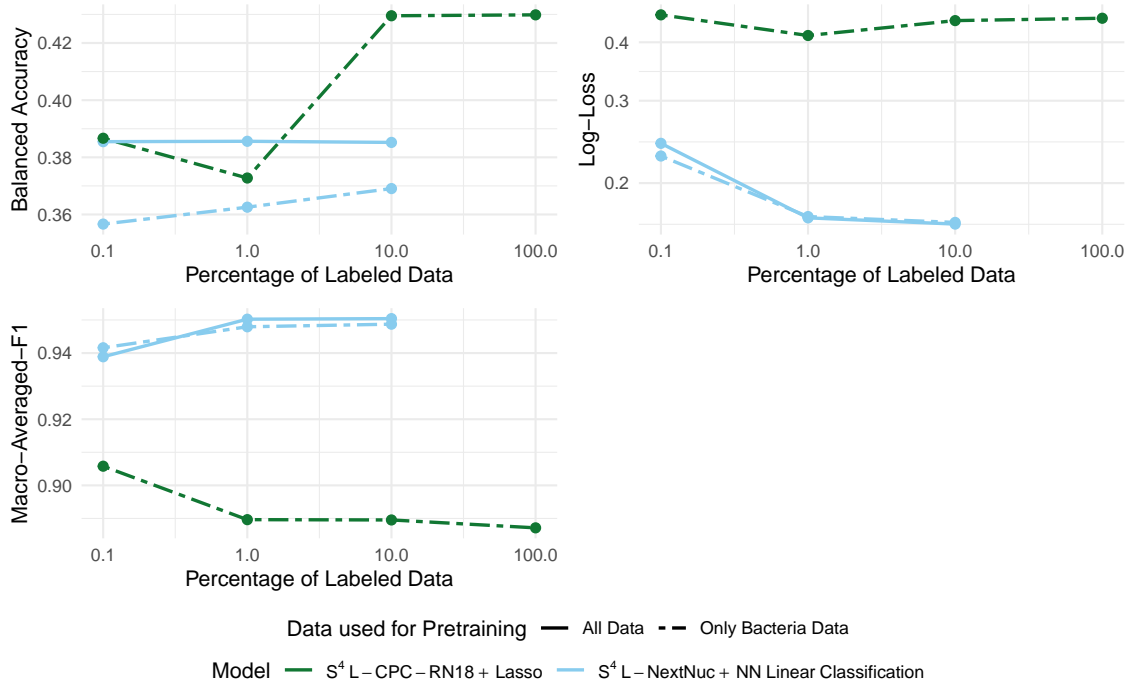 Balanced Accuracy
0.42
0.40
0.38
0.36
0.1 1.0 10.0 100.0
Percentage of Labeled Data
Log−Loss
0.4
0.3
0.2
0.1 1.0 10.0 100.0
Percentage of Labeled Data
Macro−Averaged−F1
0.94
0.92
0.90
0.1 1.0 10.0 100.0
Percentage of Labeled Data
Data used for Pretraining All Data Only Bacteria Data
Model S⁴ L − CPC − RN18 + Lasso S⁴ L − NextNuc + NN Linear Classification